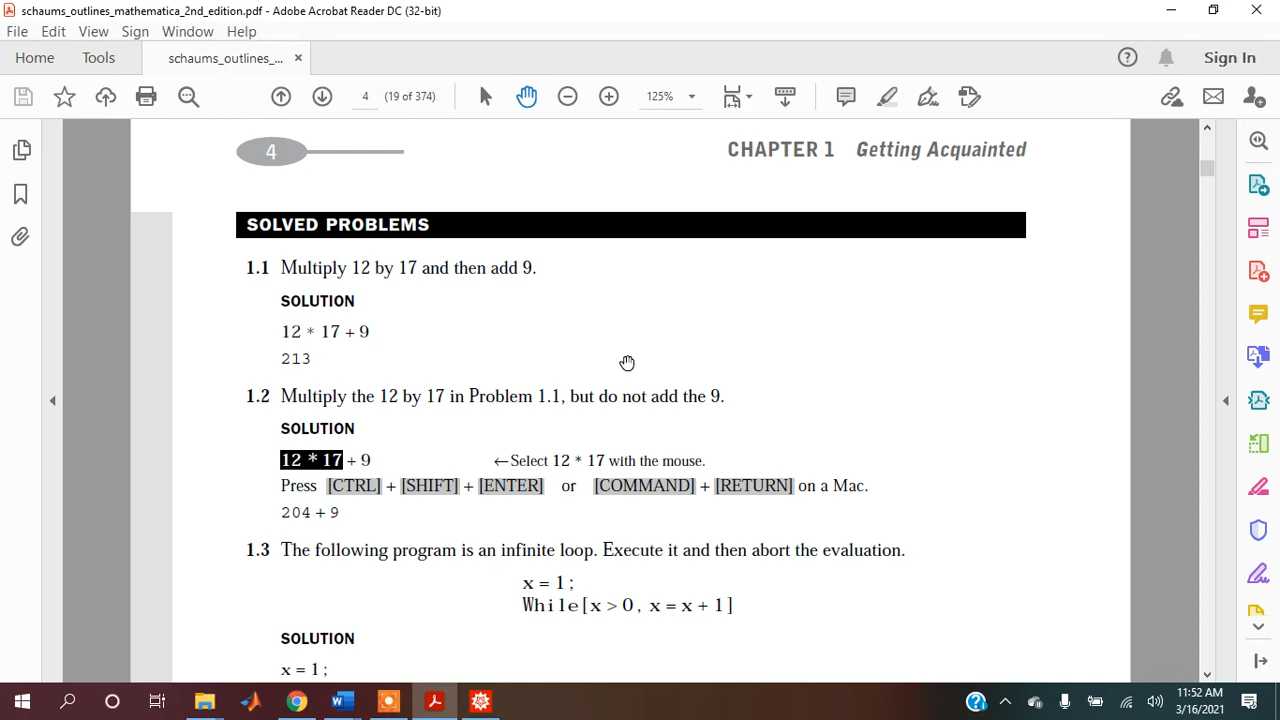 schaums_outlines_mathematica_2nd_edition.pdf - Adobe Acrobat Reader DC (32-bit)
File Edit View Sign Window Help
Home Tools schaums_outlines_... × Sign In
4 (19 of 374) 125%
4 CHAPTER 1 Getting Acquainted
SOLVED PROBLEMS
1.1 Multiply 12 by 17 and then add 9.
SOLUTION
12 * 17 + 9
213
1.2 Multiply the 12 by 17 in Problem 1.1, but do not add the 9.
SOLUTION
12 * 17 + 9 ←Select 12 * 17 with the mouse.
Press [CTRL] + [SHIFT] + [ENTER] or [COMMAND] + [RETURN] on a Mac.
204 + 9
1.3 The following program is an infinite loop. Execute it and then abort the evaluation.
x = 1 ;
While[x > 0, x = x + 1]
SOLUTION
x = 1 ;
11:52 AM
3/16/2021